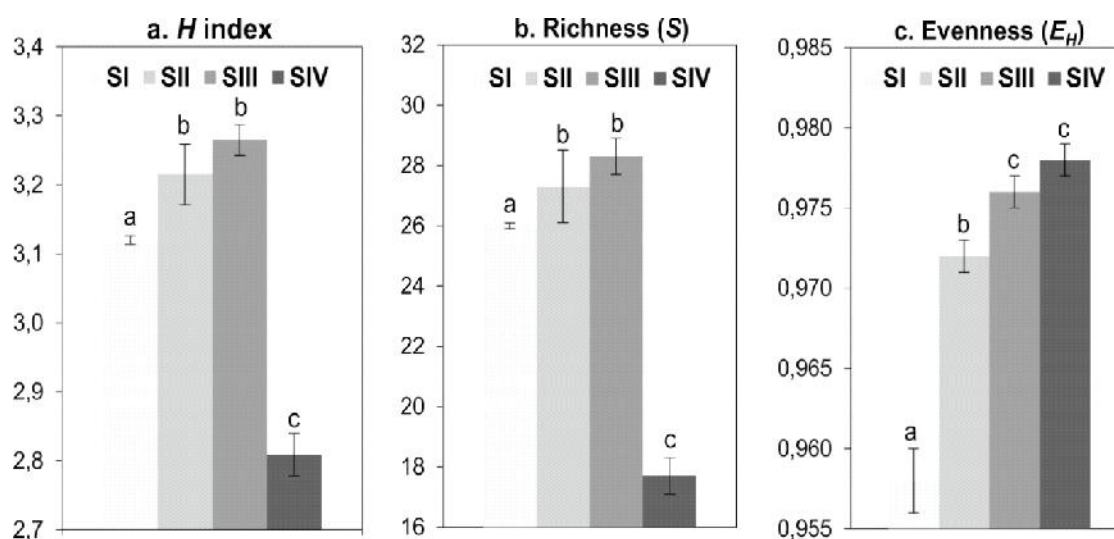 a. H index
3,4
3,3
3,2
3,1
3,0
2,9
2,8
2,7
SI SII SIII SIV
a
b
b
c
b. Richness (S)
32
30
28
26
24
22
20
18
16
SI SII SIII SIV
a
b
b
c
c. Evenness (E_H)
0,985
0,980
0,975
0,970
0,965
0,960
0,955
SI SII SIII SIV
a
b
c
c